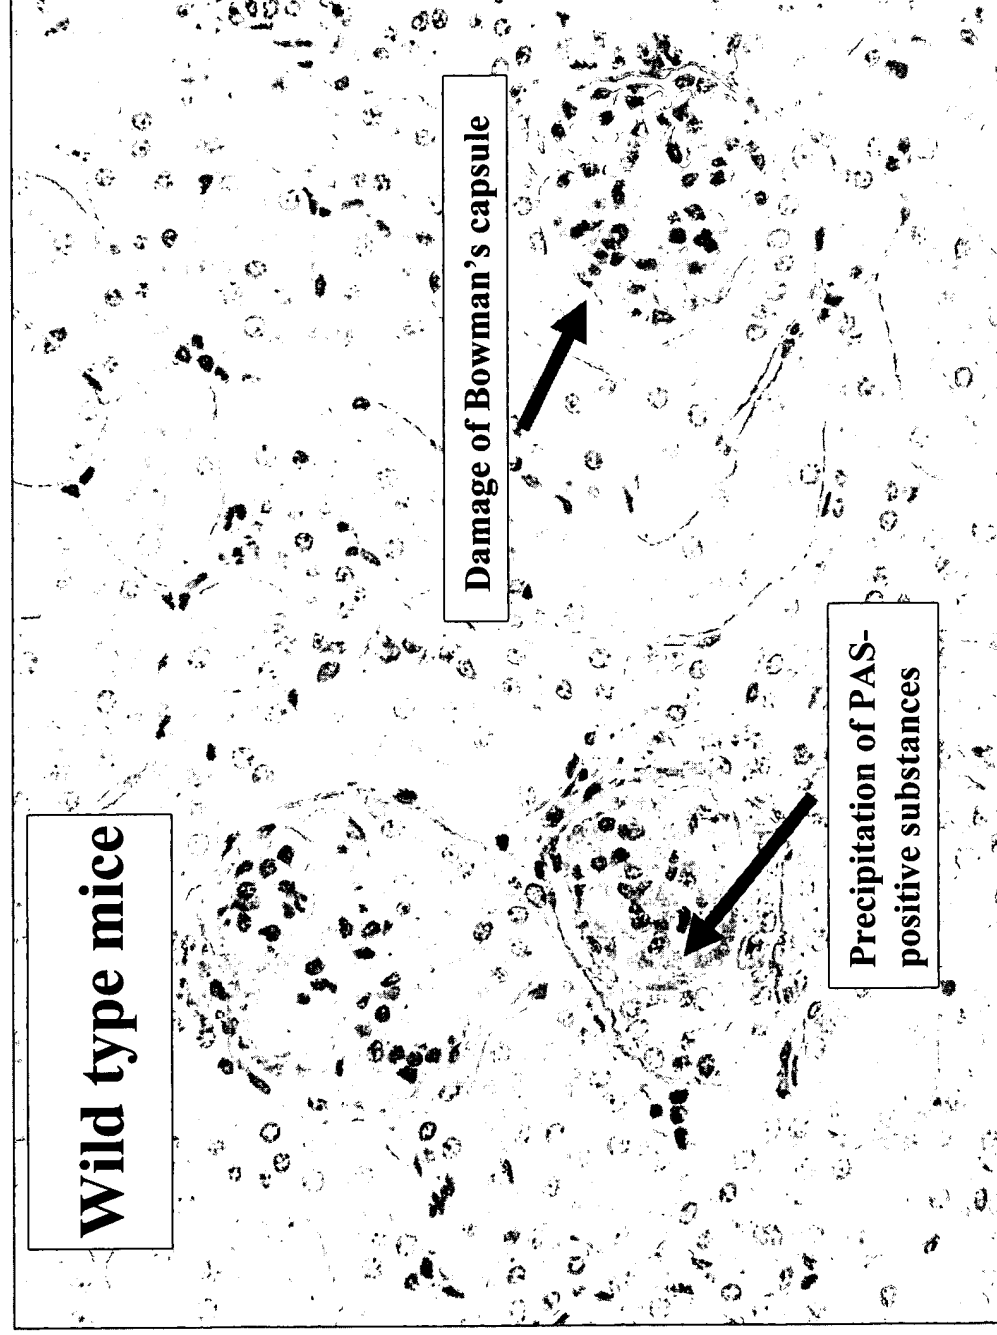 Wild type mice
Damage of Bowman's capsule
Precipitation of PAS-
positive substances